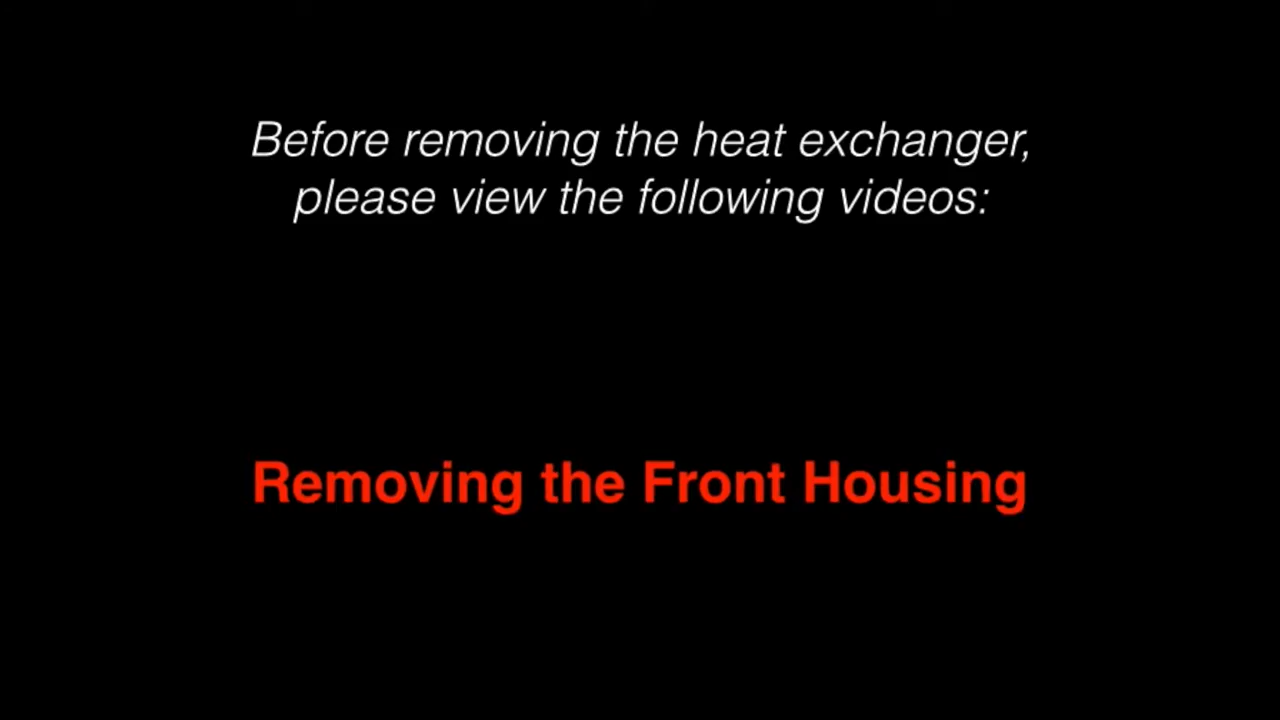 Before removing the heat exchanger,
please view the following videos:
Removing the Front Housing